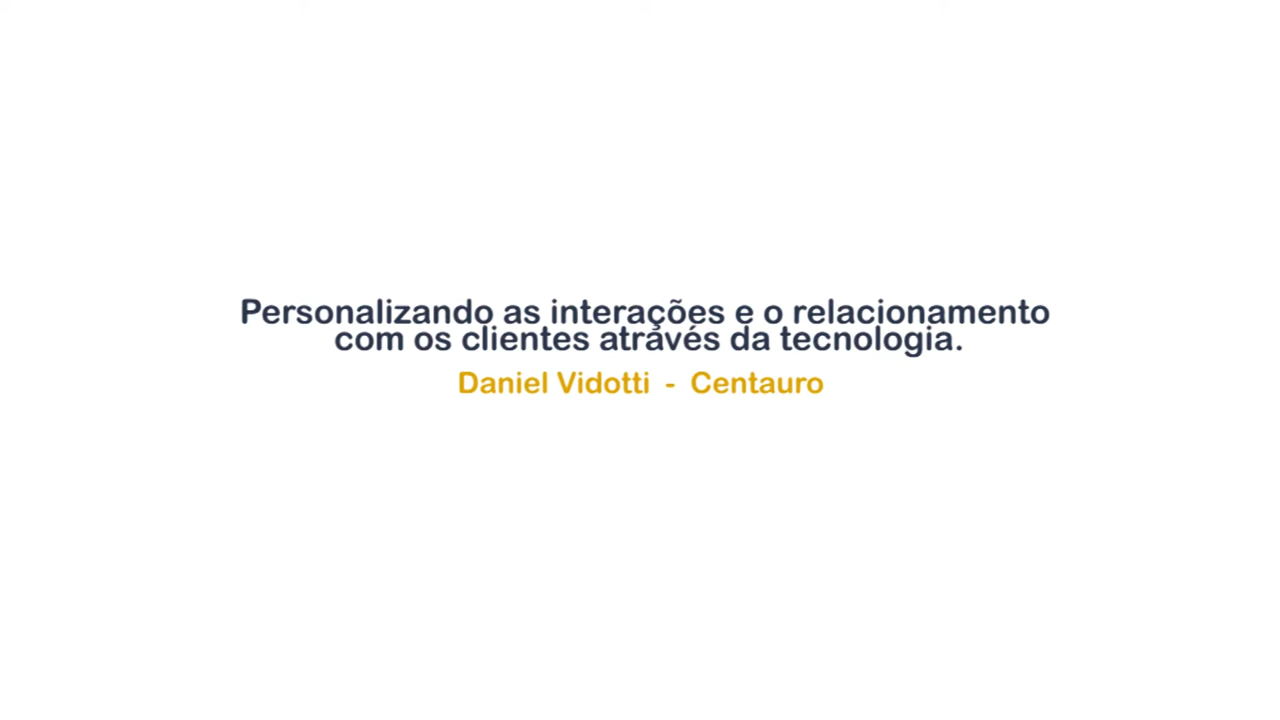 Personalizando as interações e o relacionamento
com os clientes através da tecnologia.
Daniel Vidotti - Centauro